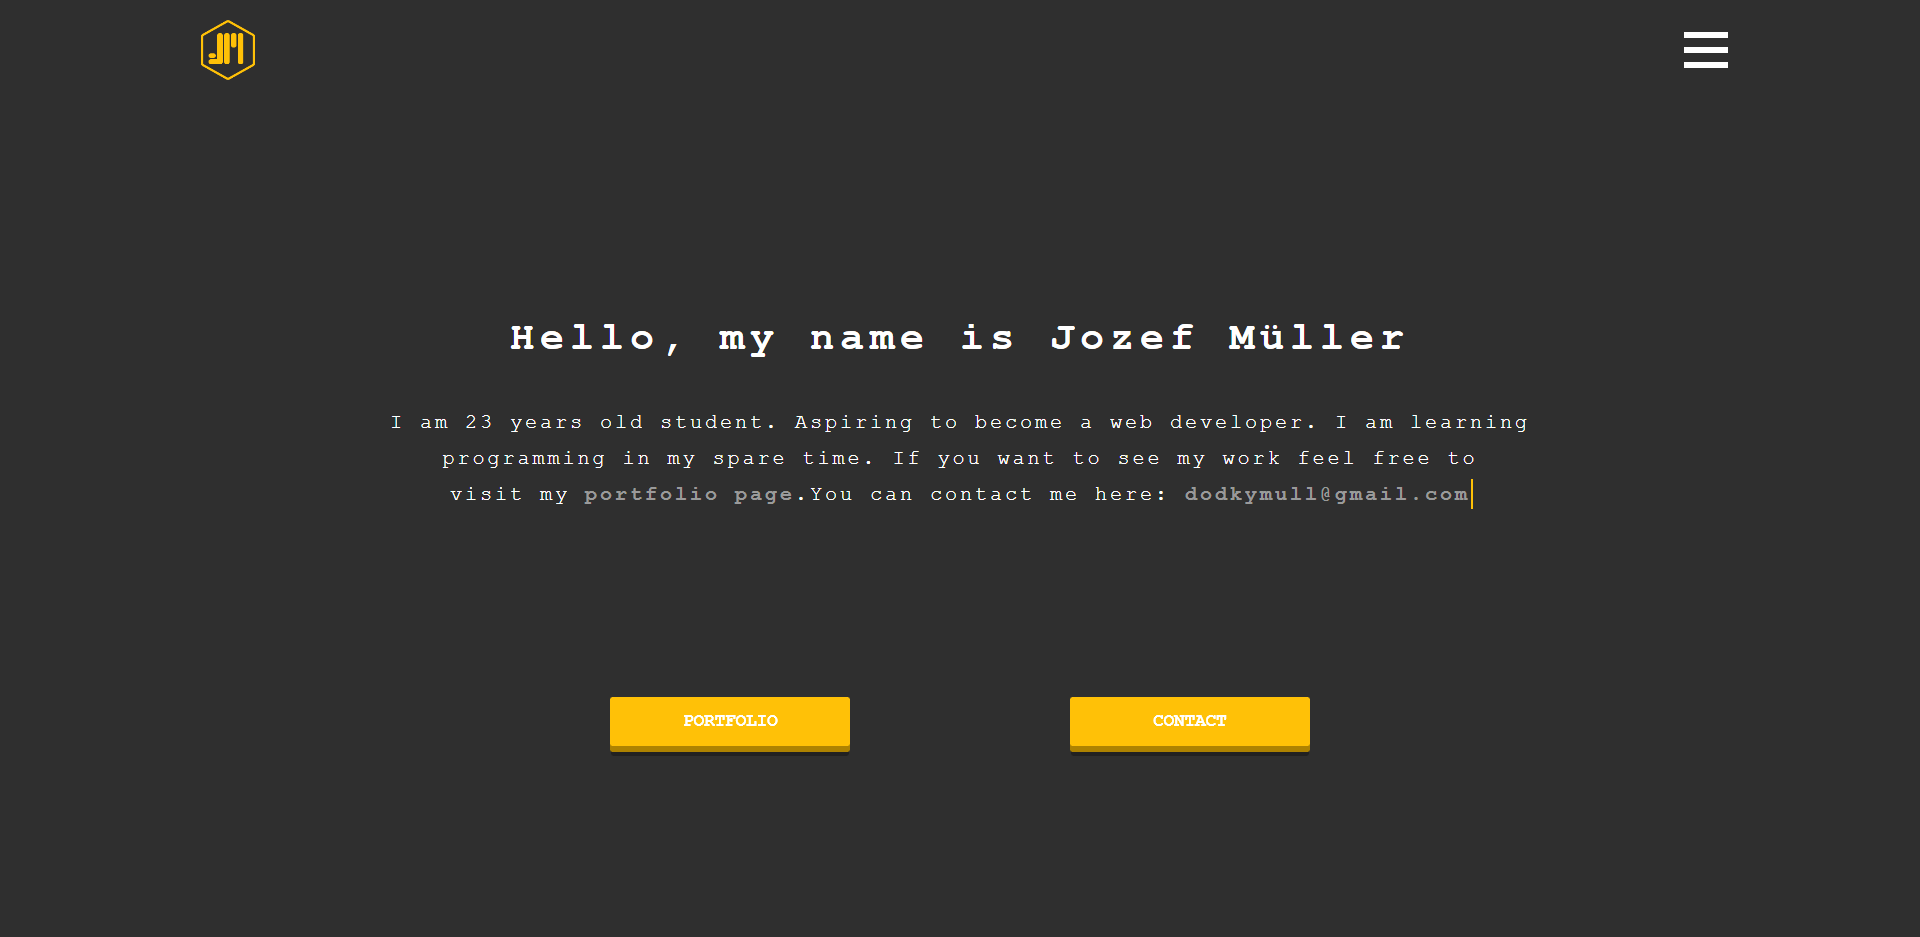 JM
Hello, my name is Jozef Müller
I am 23 years old student. Aspiring to become a web developer. I am learning
programming in my spare time. If you want to see my work feel free to
visit my portfolio page.You can contact me here: dodkymull@gmail.com
PORTFOLIO
CONTACT